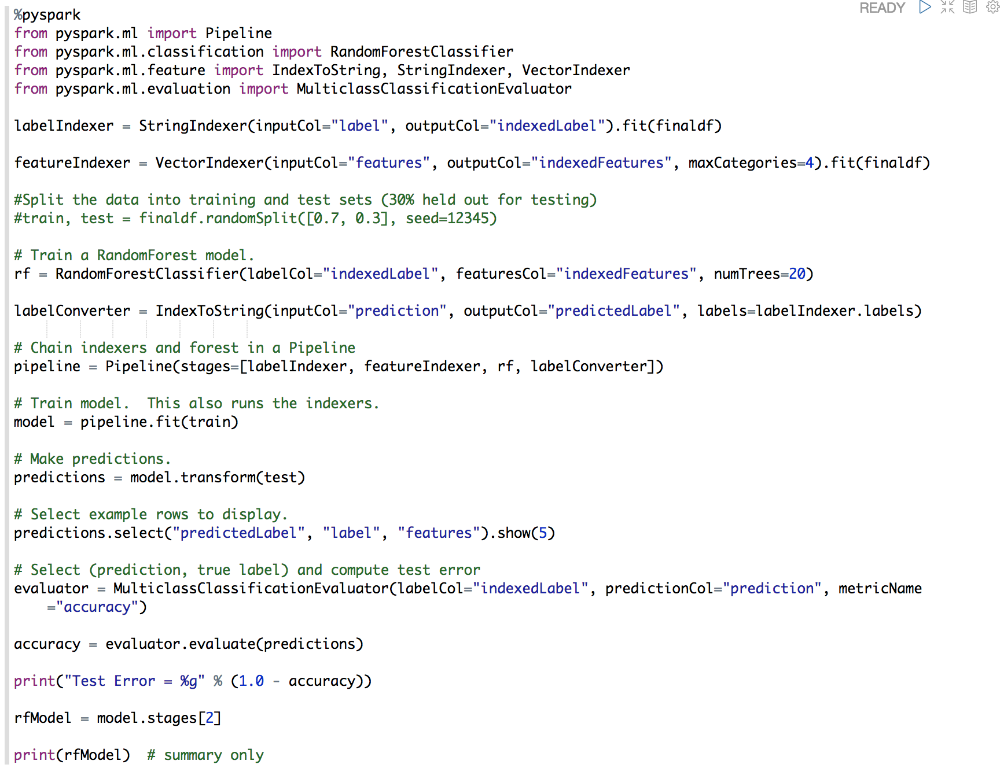 READY
%pyspark
from pyspark.ml import Pipeline
from pyspark.ml.classification import RandomForestClassifier
from pyspark.ml.feature import IndexToString, StringIndexer, VectorIndexer
from pyspark.ml.evaluation import MulticlassClassificationEvaluator
labelIndexer = StringIndexer(inputCol="label", outputCol="indexedLabel").fit(finaldf)
featureIndexer = VectorIndexer(inputCol="features", outputCol="indexedFeatures", maxCategories=4).fit(finaldf)
#Split the data into training and test sets (30% held out for testing)
#train, test = finaldf.randomSplit([0.7, 0.3], seed=12345)
# Train a RandomForest model.
rf = RandomForestClassifier(labelCol="indexedLabel", featuresCol="indexedFeatures", numTrees=20)
labelConverter = IndexToString(inputCol="prediction", outputCol="predictedLabel", labels=labelIndexer.labels)
# Chain indexers and forest in a Pipeline
pipeline = Pipeline(stages=[labelIndexer, featureIndexer, rf, labelConverter])
# Train model.  This also runs the indexers.
model = pipeline.fit(train)
# Make predictions.
predictions = model.transform(test)
# Select example rows to display.
predictions.select("predictedLabel", "label", "features").show(5)
# Select (prediction, true label) and compute test error
evaluator = MulticlassClassificationEvaluator(labelCol="indexedLabel", predictionCol="prediction", metricName
="accuracy")
accuracy = evaluator.evaluate(predictions)
print("Test Error = %g" % (1.0 - accuracy))
rfModel = model.stages[2]
print(rfModel)  # summary only